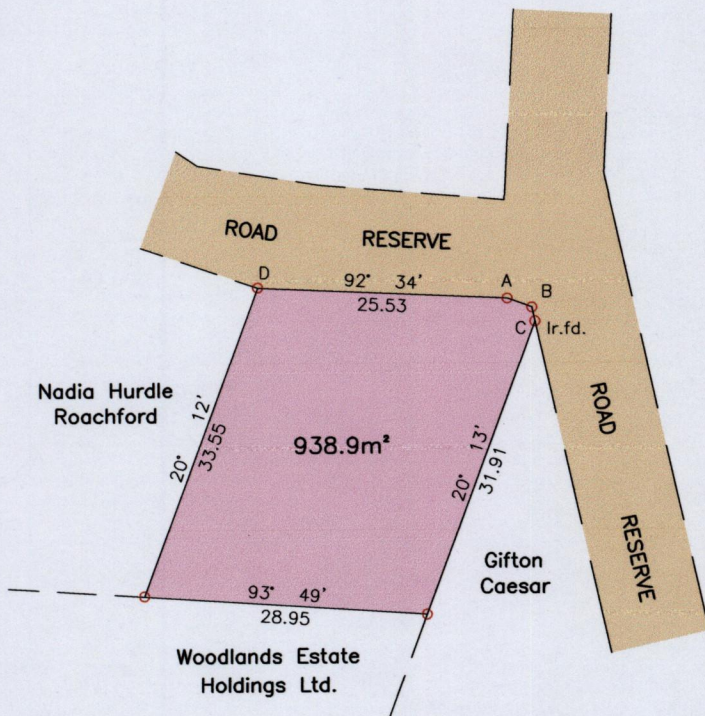 ROAD RESERVE
D
92° 34'
25.53
A
B
C
Ir.fd.
Nadia Hurdle
Roachford
20° 12'
33.55
938.9m²
20° 13'
31.91
ROAD RESERVE
Gifton
Caesar
93° 49'
28.95
Woodlands Estate
Holdings Ltd.